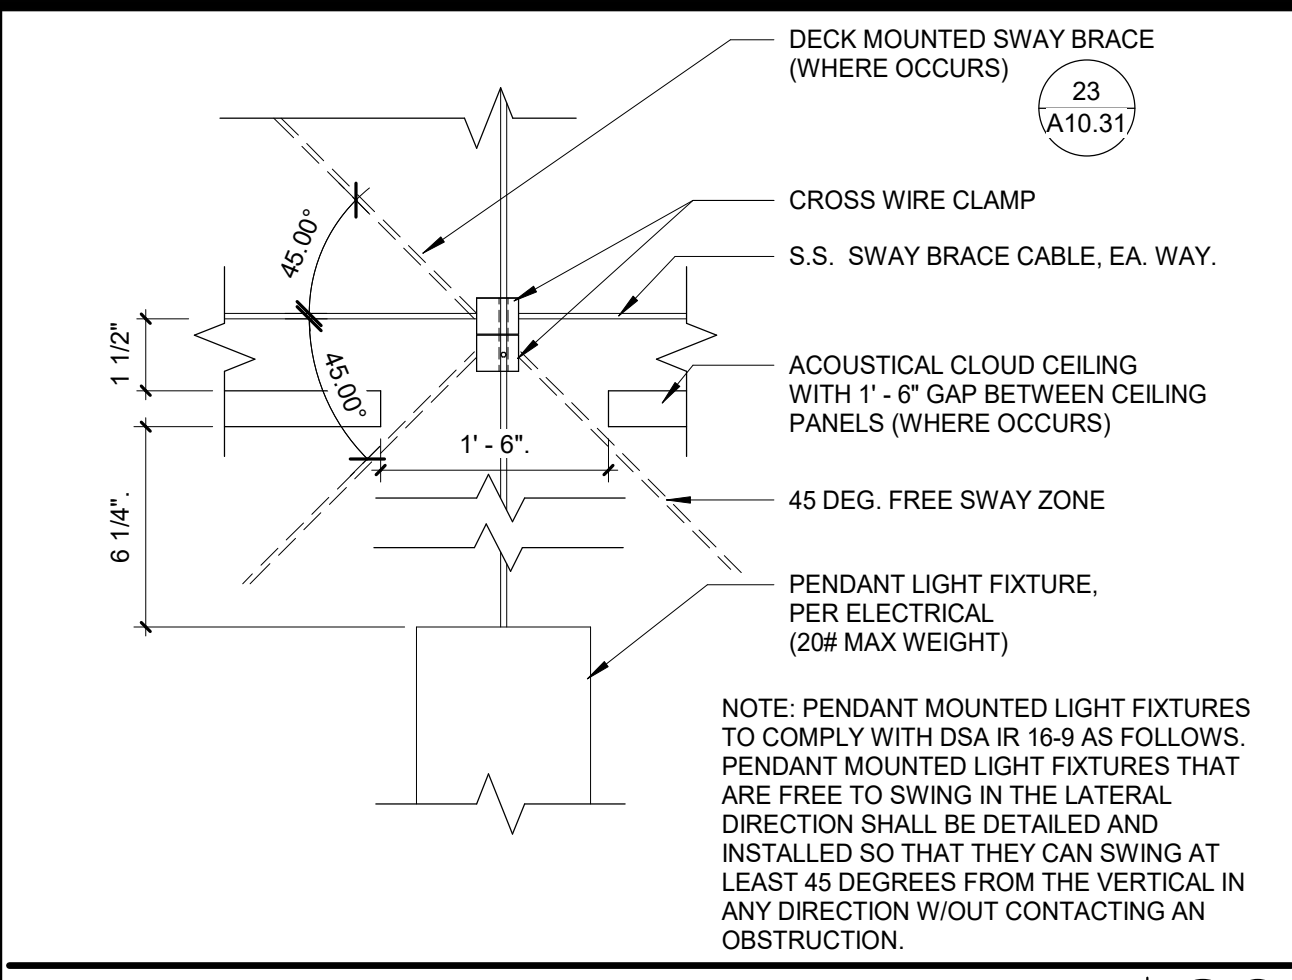 DECK MOUNTED SWAY BRACE
(WHERE OCCURS)
23
A10.31
CROSS WIRE CLAMP
S.S. SWAY BRACE CABLE, EA. WAY.
45.00°
1 1/2"
45.00°
ACOUSTICAL CLOUD CEILING
WITH 1' - 6" GAP BETWEEN CEILING
PANELS (WHERE OCCURS)
1' - 6".
45 DEG. FREE SWAY ZONE
6 1/4".
PENDANT LIGHT FIXTURE,
PER ELECTRICAL
(20# MAX WEIGHT)
NOTE: PENDANT MOUNTED LIGHT FIXTURES
TO COMPLY WITH DSA IR 16-9 AS FOLLOWS.
PENDANT MOUNTED LIGHT FIXTURES THAT
ARE FREE TO SWING IN THE LATERAL
DIRECTION SHALL BE DETAILED AND
INSTALLED SO THAT THEY CAN SWING AT
LEAST 45 DEGREES FROM THE VERTICAL IN
ANY DIRECTION W/OUT CONTACTING AN
OBSTRUCTION.